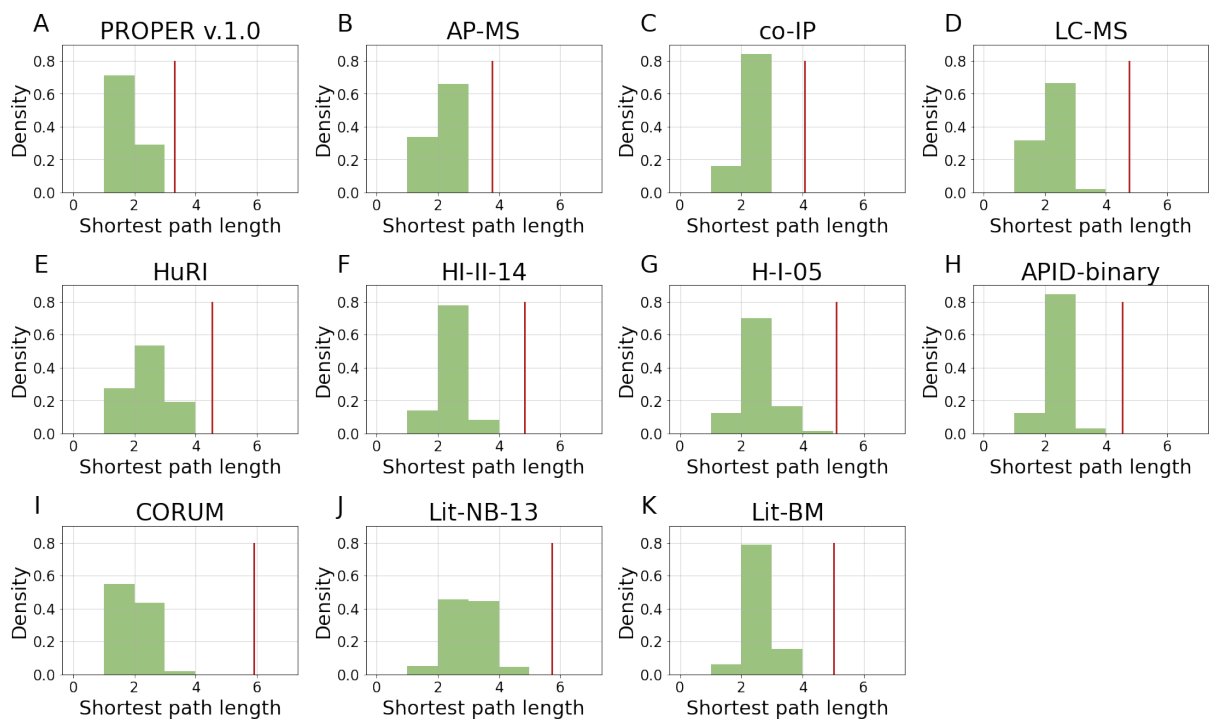 A PROPER v.1.0
Density
0.8
0.6
0.4
0.2
0.0
0 2 4 6
Shortest path length
B AP-MS
Density
0.8
0.6
0.4
0.2
0.0
0 2 4 6
Shortest path length
C co-IP
Density
0.8
0.6
0.4
0.2
0.0
0 2 4 6
Shortest path length
D LC-MS
Density
0.8
0.6
0.4
0.2
0.0
0 2 4 6
Shortest path length
E HuRI
Density
0.8
0.6
0.4
0.2
0.0
0 2 4 6
Shortest path length
F HI-II-14
Density
0.8
0.6
0.4
0.2
0.0
0 2 4 6
Shortest path length
G H-I-05
Density
0.8
0.6
0.4
0.2
0.0
0 2 4 6
Shortest path length
H APID-binary
Density
0.8
0.6
0.4
0.2
0.0
0 2 4 6
Shortest path length
I CORUM
Density
0.8
0.6
0.4
0.2
0.0
0 2 4 6
Shortest path length
J Lit-NB-13
Density
0.8
0.6
0.4
0.2
0.0
0 2 4 6
Shortest path length
K Lit-BM
Density
0.8
0.6
0.4
0.2
0.0
0 2 4 6
Shortest path length